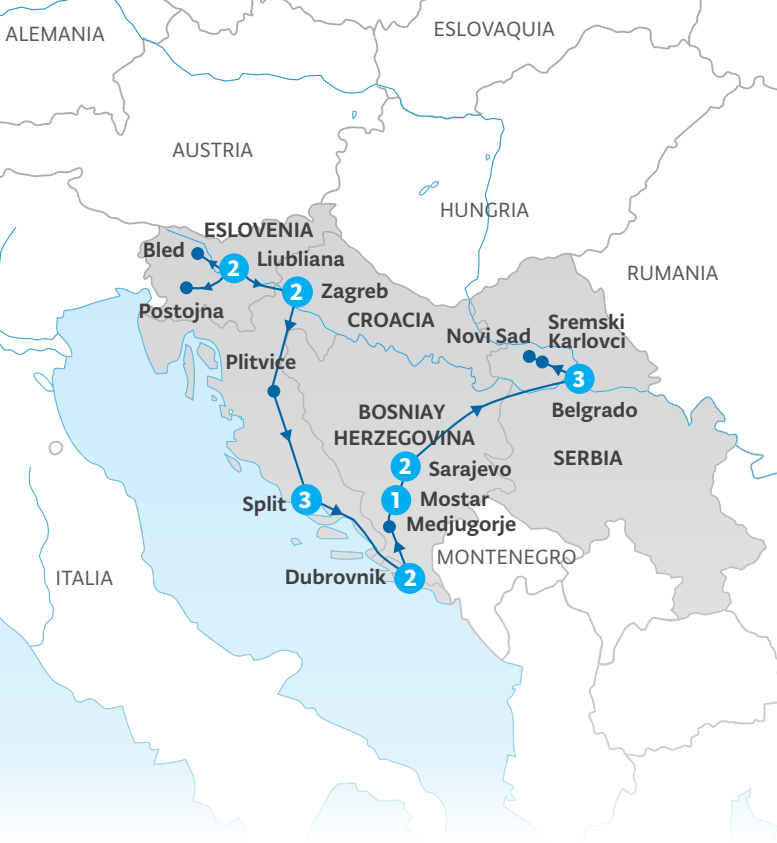 ALEMANIA
ESLOVAQUIA
AUSTRIA
HUNGRIA
ESLOVENIA
Bled
2
Liubliana
RUMANIA
2
Zagreb
Postojna
CROACIA
Sremski
Novi Sad
Karlovci
Plitvice
3
Belgrado
BOSNIAY
HERZEGOVINA
SERBIA
2
Sarajevo
Split
3
1
Mostar
Medjugorje
MONTENEGRO
ITALIA
Dubrovnik
2